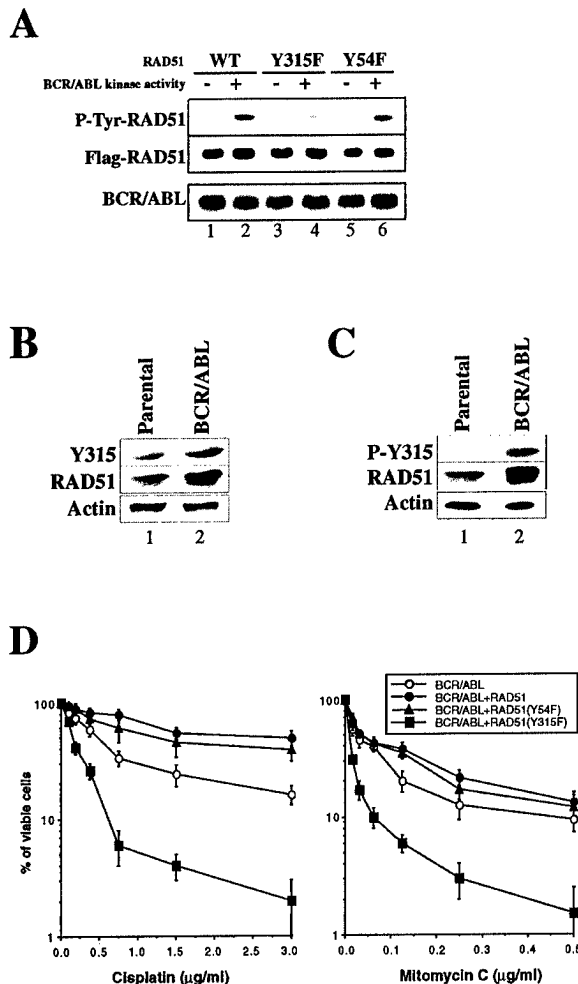 A
RAD51 WT Y315F Y54F
BCR/ABL kinase activity - + - + - +
P-Tyr-RAD51
Flag-RAD51
BCR/ABL
1 2 3 4 5 6
B
Parental BCR/ABL
Y315
RAD51
Actin
1 2
C
Parental BCR/ABL
P-Y315
RAD51
Actin
1 2
D
BCR/ABL
BCR/ABL+RAD51
BCR/ABL+RAD51(Y54F)
BCR/ABL+RAD51(Y315F)
% of viable cells
100
10
1
0.0 0.5 1.0 1.5 2.0 2.5 3.0
Cisplatin (µg/ml)
100
10
1
0.0 0.1 0.2 0.3 0.4 0.5
Mitomycin C (µg/ml)